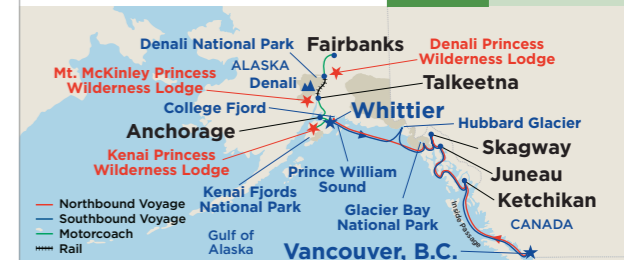 Denali National Park
Fairbanks
Denali Princess
Wilderness Lodge
ALASKA
Mt. McKinley Princess
Wilderness Lodge
Denali
Talkeetna
College Fjord
Whittier
Hubbard Glacier
Anchorage
Skagway
Kenai Princess
Wilderness Lodge
Prince William
Sound
Juneau
Kenai Fjords
National Park
Ketchikan
Glacier Bay
National Park
Inside Passage
CANADA
Northbound Voyage
Southbound Voyage
Motorcoach
Rail
Gulf of
Alaska
Vancouver, B.C.